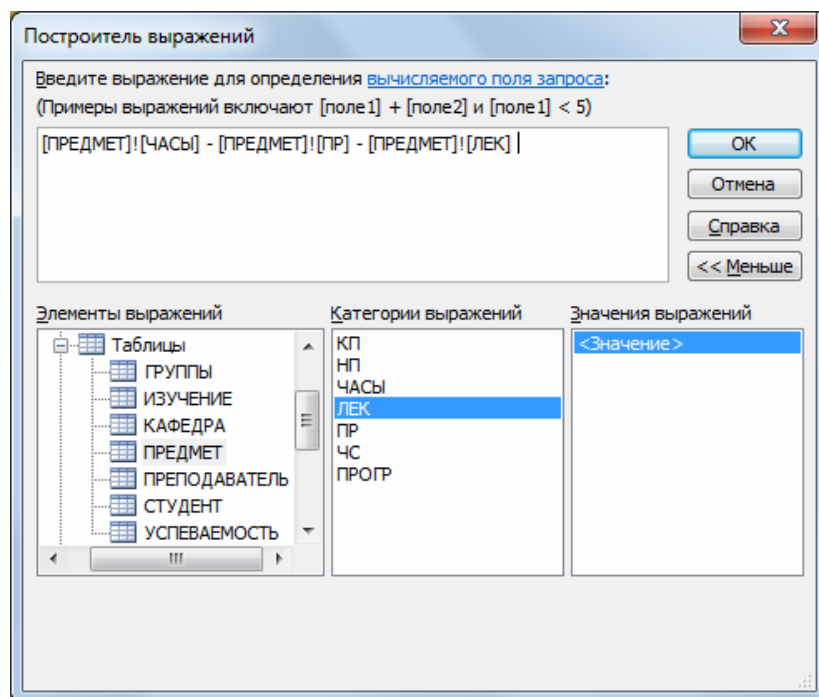 Построитель выражений
Введите выражение для определения вычисляемого поля запроса:
(Примеры выражений включают [поле1] + [поле2] и [поле1] < 5)
[ПРЕДМЕТ]![ЧАСЫ] - [ПРЕДМЕТ]![ПР] - [ПРЕДМЕТ]![ЛЕК]
ОК
Отмена
Справка
<< Меньше
Элементы выражений
Таблицы
ГРУППЫ
ИЗУЧЕНИЕ
КАФЕДРА
ПРЕДМЕТ
ПРЕПОДАВАТЕЛЬ
СТУДЕНТ
УСПЕВАЕМОСТЬ
Категории выражений
КП
НП
ЧАСЫ
ЛЕК
ПР
ЧС
ПРОГР
Значения выражений
<Значение>